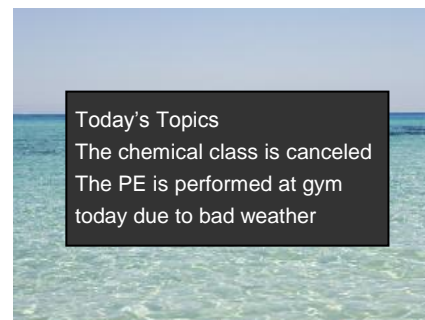 Today's Topics
The chemical class is canceled
The PE is performed at gym
today due to bad weather